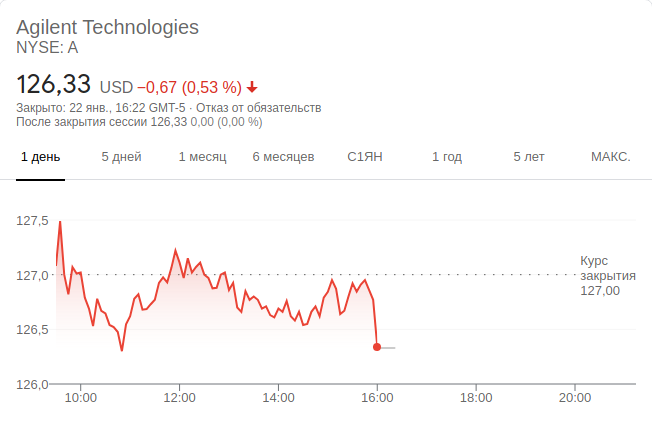 Agilent Technologies
NYSE: A
126,33 USD −0,67 (0,53 %)
Закрыто: 22 янв., 16:22 GMT-5 · Отказ от обязательств
После закрытия сессии 126,33 0,00 (0,00 %)
1 день 5 дней 1 месяц 6 месяцев С1ЯН 1 год 5 лет МАКС.
127,5
127,0
126,5
126,0
Курс
закрытия
127,00
10:00 12:00 14:00 16:00 18:00 20:00